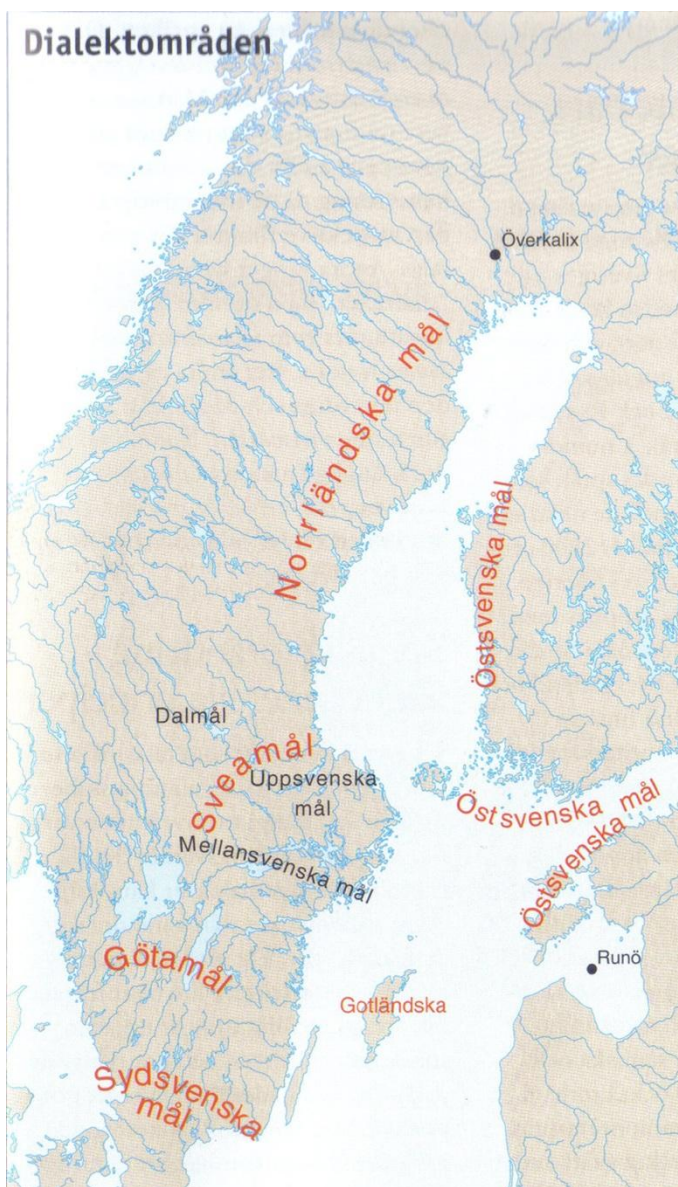 Dialektområden
Överkalix
Norrländska mål
Östsvenska mål
Dalmål
Sveamål
Uppsvenska
mål
Östsvenska mål
Mellansvenska mål
Östsvenska
Götamål
Runö
Gotländska
Sydsvenska
mål